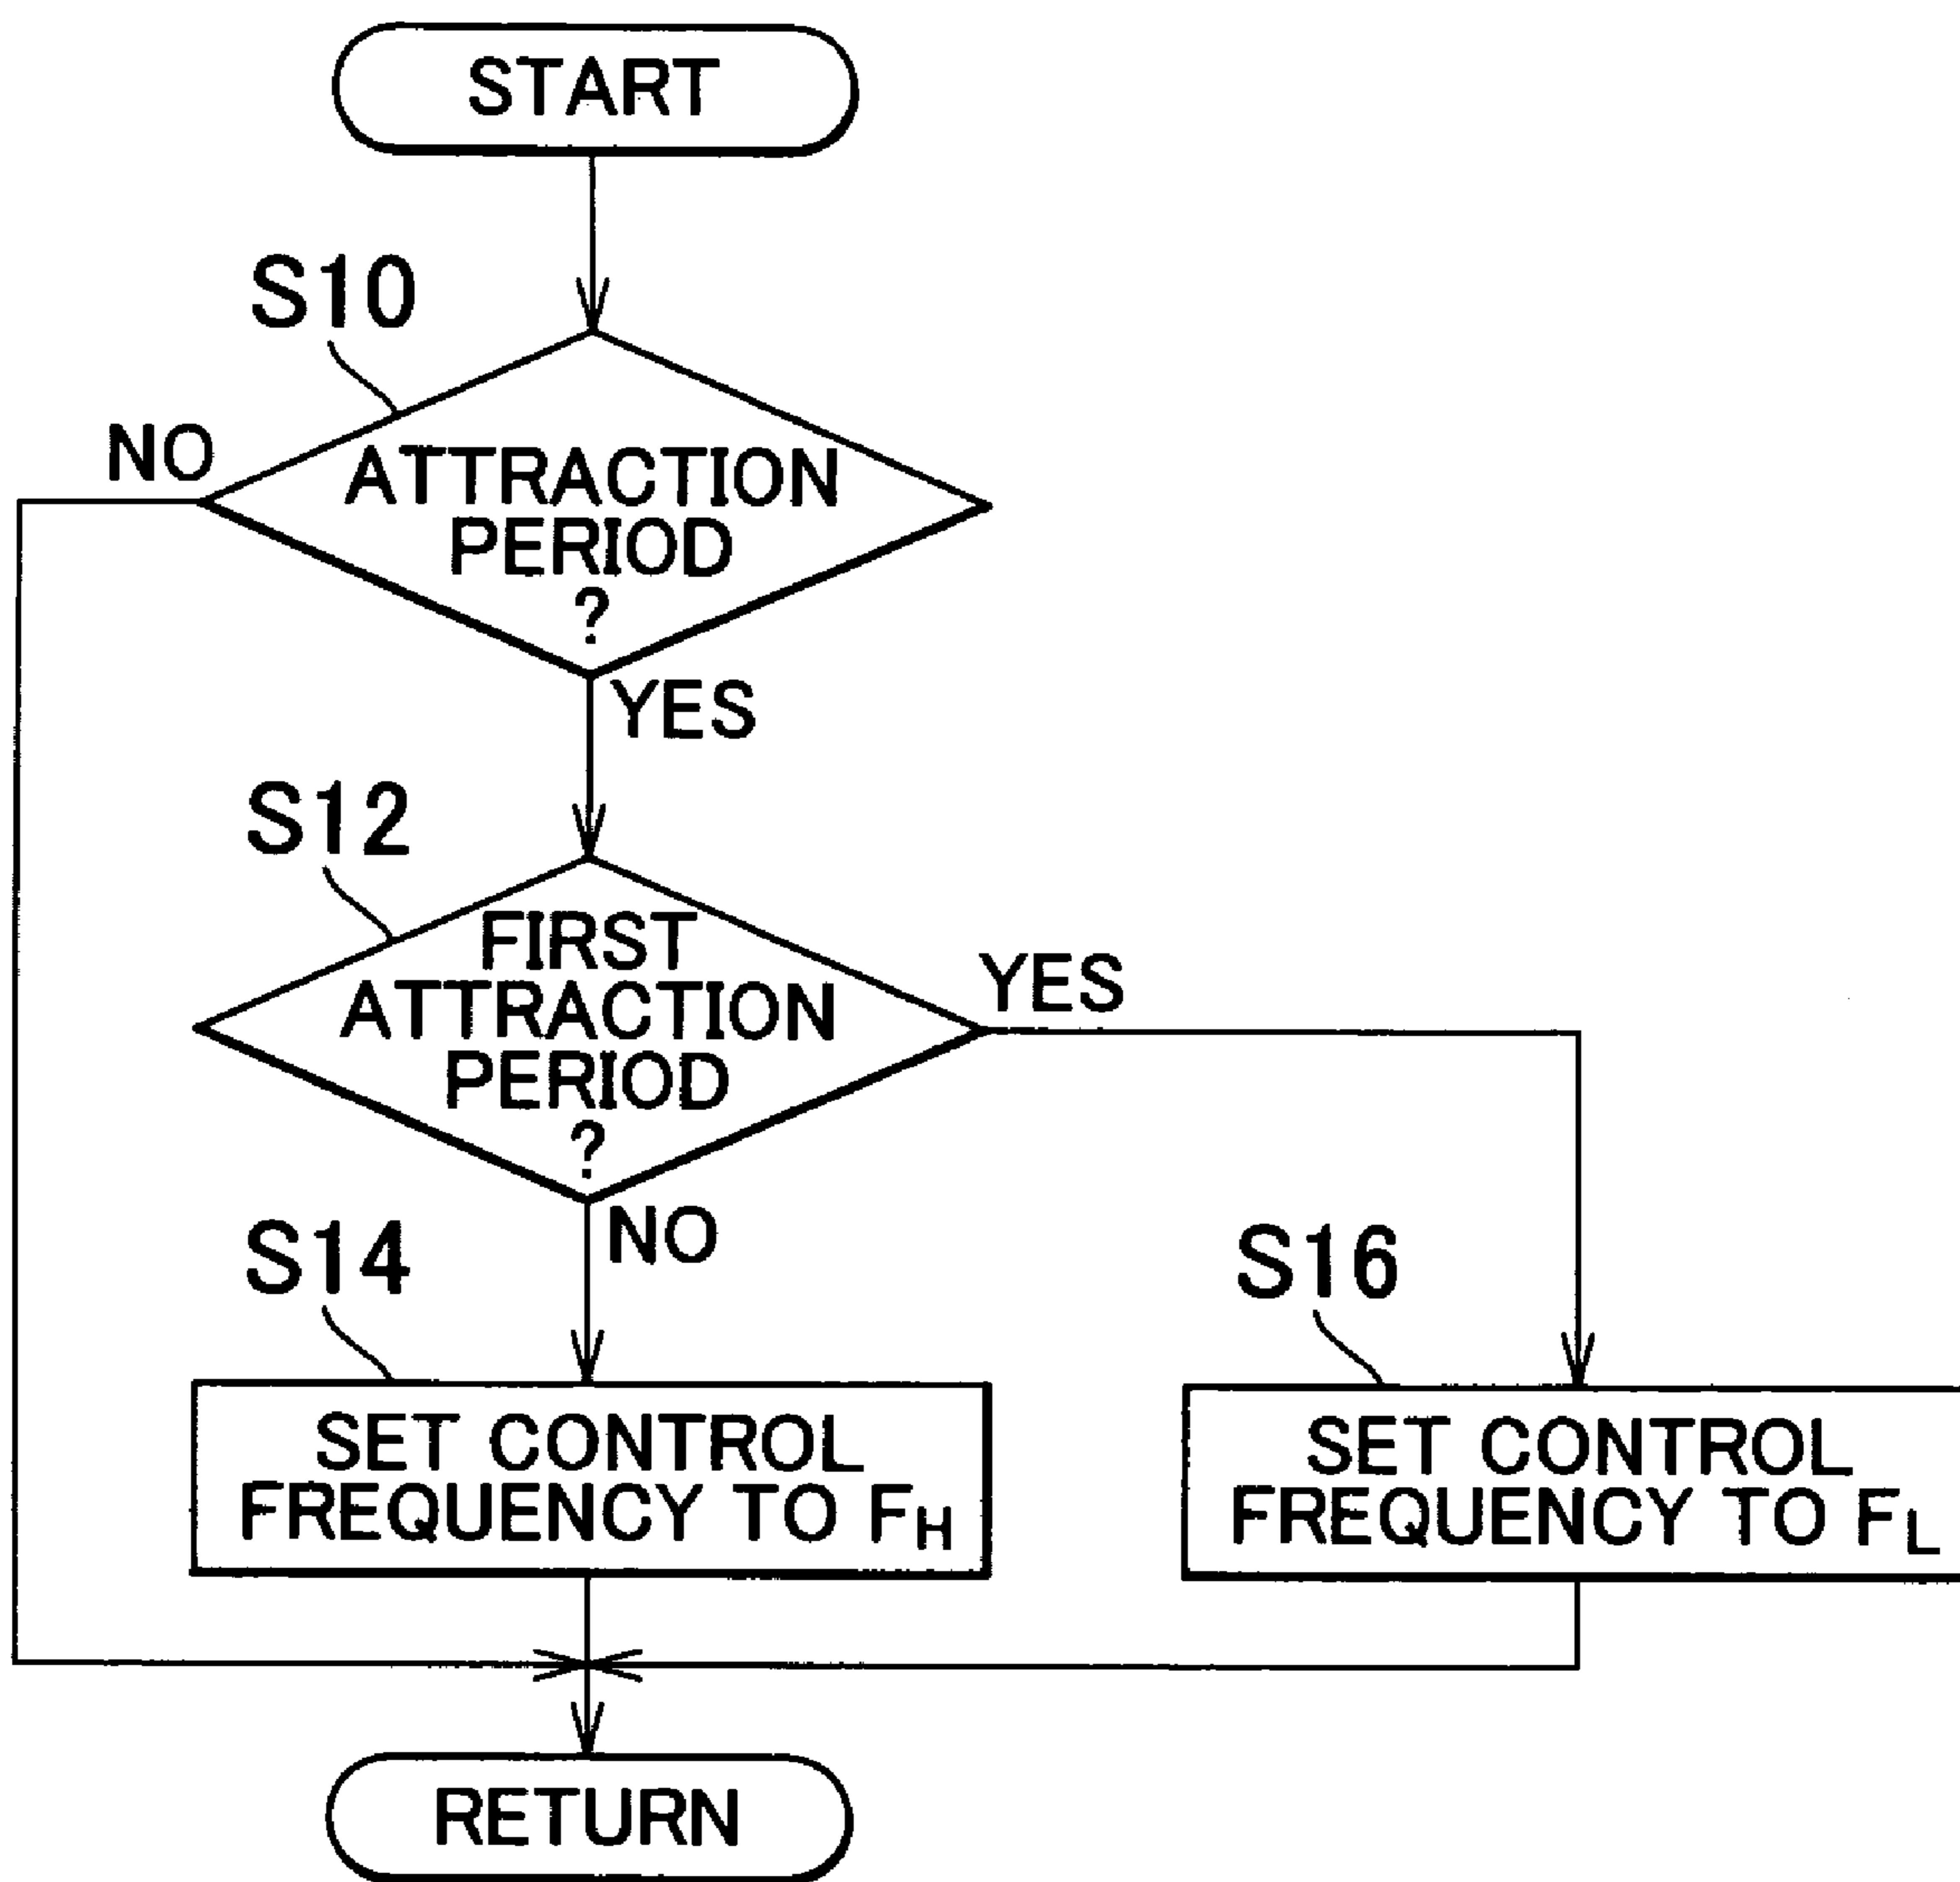 START
S10
NO
ATTRACTION
PERIOD
?
YES
S12
FIRST
ATTRACTION
PERIOD
?
YES
NO
S14
SET CONTROL
FREQUENCY TO FH
S16
SET CONTROL
FREQUENCY TO FL
RETURN